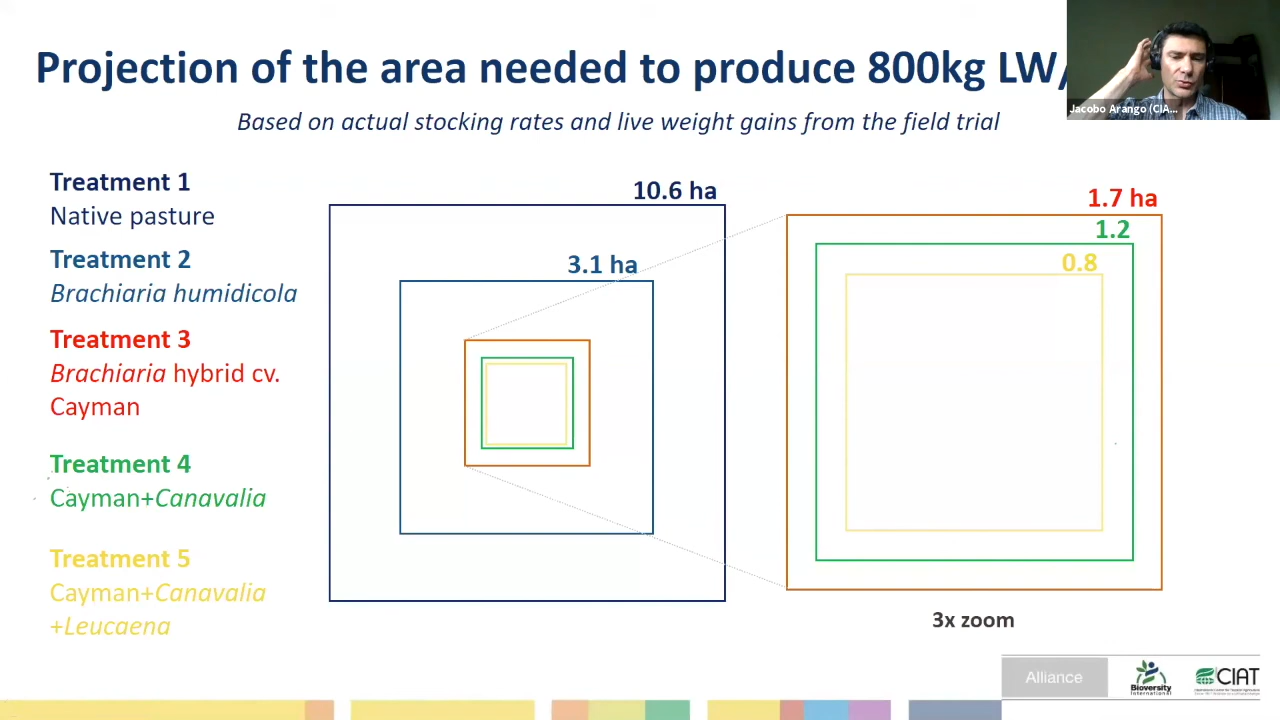 Projection of the area needed to produce 800kg LW/
Based on actual stocking rates and live weight gains from the field trial
Jacobo Arango (CIA...
Treatment 1
Native pasture
Treatment 2
Brachiaria humidicola
Treatment 3
Brachiaria hybrid cv.
Cayman
Treatment 4
Cayman+Canavalia
Treatment 5
Cayman+Canavalia
+Leucaena
10.6 ha
3.1 ha
1.7 ha
1.2
0.8
3x zoom
Alliance
Bioversity
International
CIAT